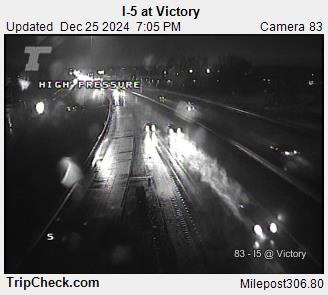 I-5 at Victory
Updated Dec 25 2024 7:05 PM Camera 83
HIGH PRESSURE
S
83 - I5 @ Victory
TripCheck.com Milepost306.80